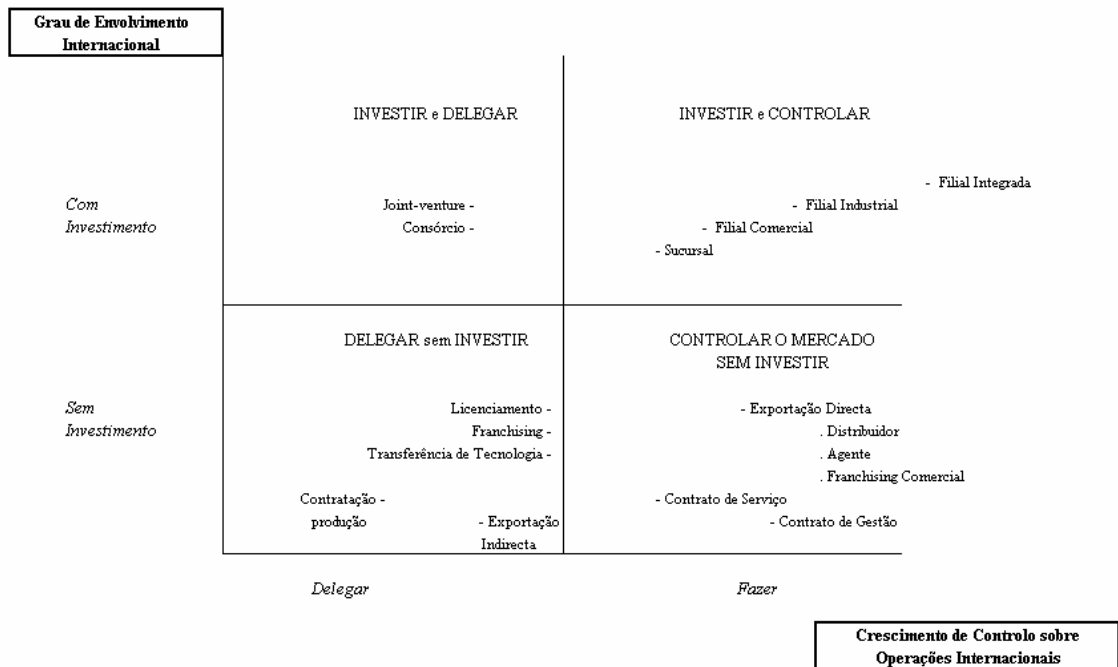 Grau de Envolvimento
Internacional
INVESTIR e DELEGAR
INVESTIR e CONTROLAR
Com
Investimento
Joint-venture -
Consórcio -
- Filial Integrada
- Filial Industrial
- Filial Comercial
- Sucursal
DELEGAR sem INVESTIR
CONTROLAR O MERCADO
SEM INVESTIR
Sem
Investimento
Licenciamento -
Franchising -
Transferência de Tecnologia -
Contratação -
produção
- Exportação
Indirecta
- Exportação Directa
. Distribuidor
. Agente
. Franchising Comercial
- Contrato de Serviço
- Contrato de Gestão
Delegar
Fazer
Crescimento de Controlo sobre
Operações Internacionais